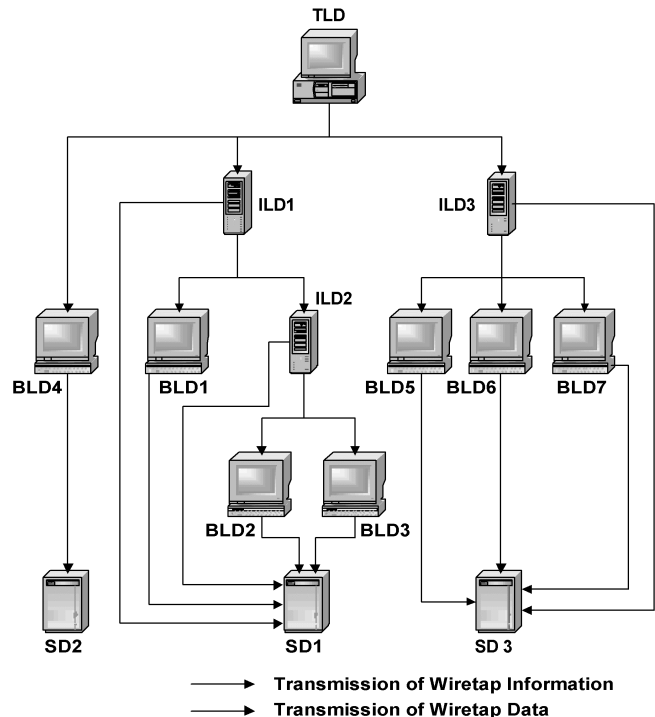 TLD
ILD1
ILD3
ILD2
BLD4
BLD1
BLD5
BLD6
BLD7
BLD2
BLD3
SD2
SD1
SD 3
Transmission of Wiretap Information
Transmission of Wiretap Data